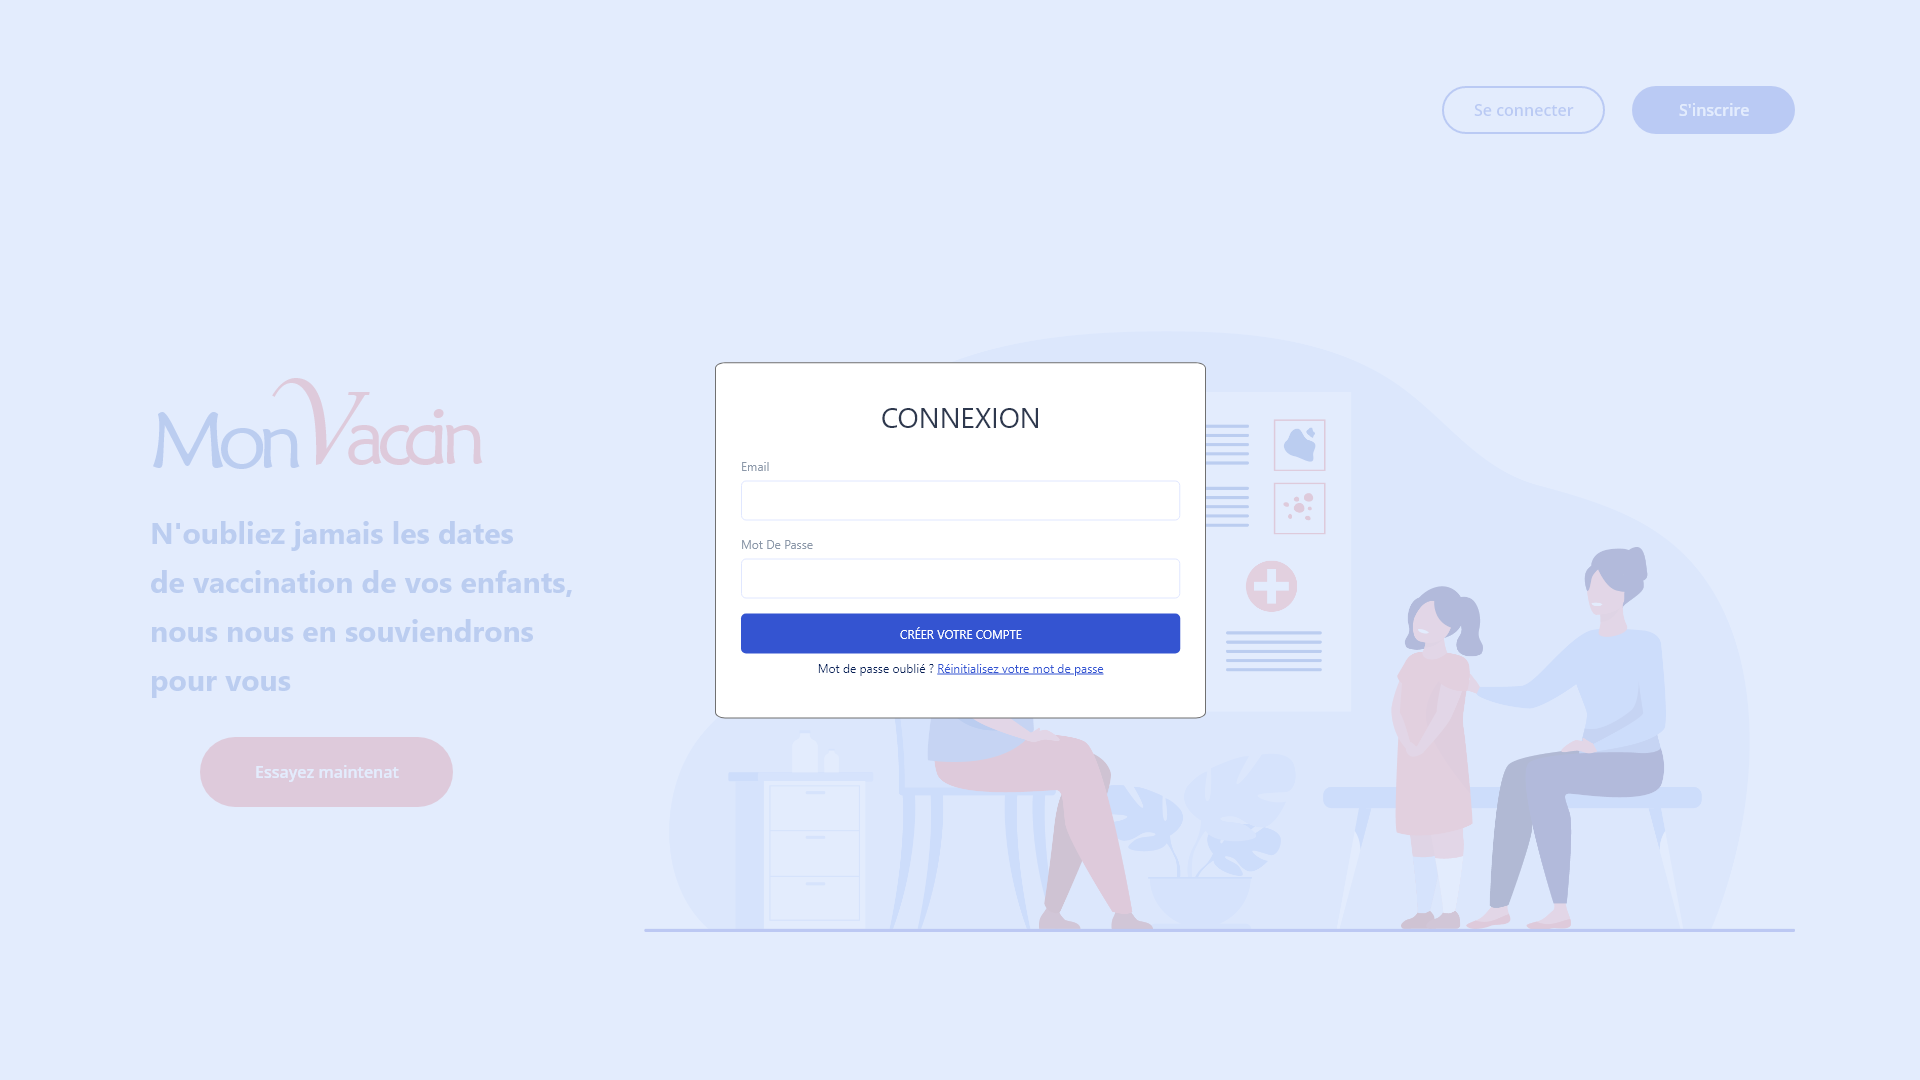 Se connecter
S'inscrire
MonVaccin
N'oubliez jamais les dates
de vaccination de vos enfants,
nous nous en souviendrons
pour vous
Essayez maintenat
CONNEXION
Email
Mot De Passe
CRÉER VOTRE COMPTE
Mot de passe oublié ? Réinitialisez votre mot de passe